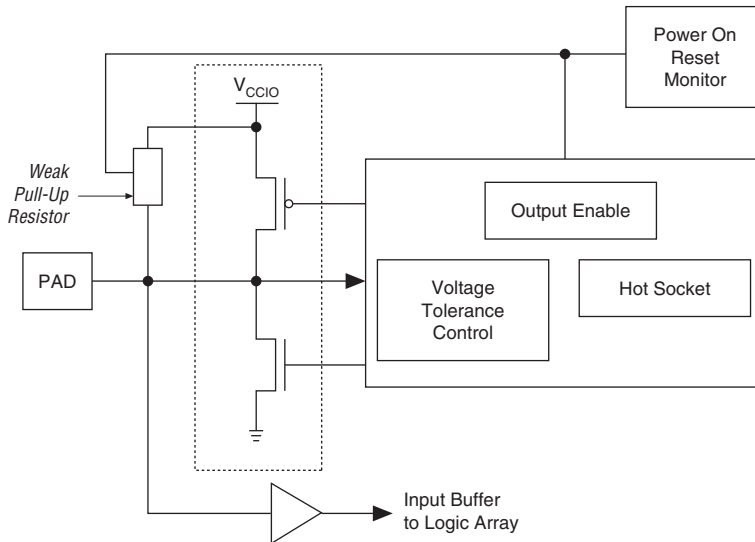 Power On
Reset
Monitor
VCCIO
Weak
Pull-Up
Resistor
Output Enable
PAD
Voltage
Tolerance
Control
Hot Socket
Input Buffer
to Logic Array